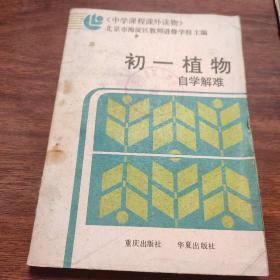 《中学课程课外读物》
北京市海淀区教师进修学校主编
初一植物
自学解难
重庆出版社 华夏出版社